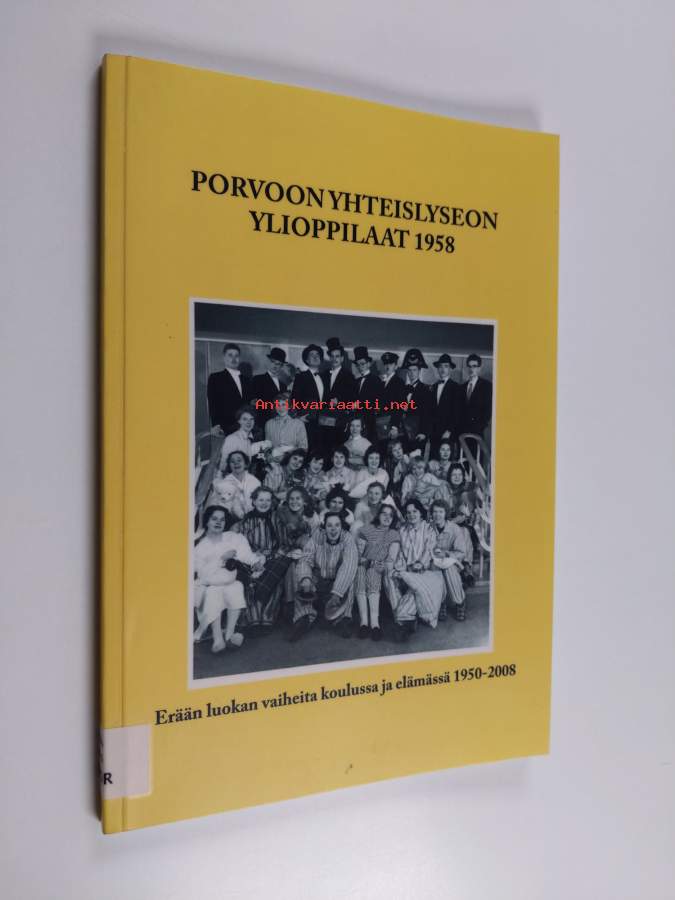 PORVOON YHTEISLYSEON
YLIOPPILAAT 1958
Antikvariaatti.net
Erään luokan vaiheita koulussa ja elämässä 1950-2008
R